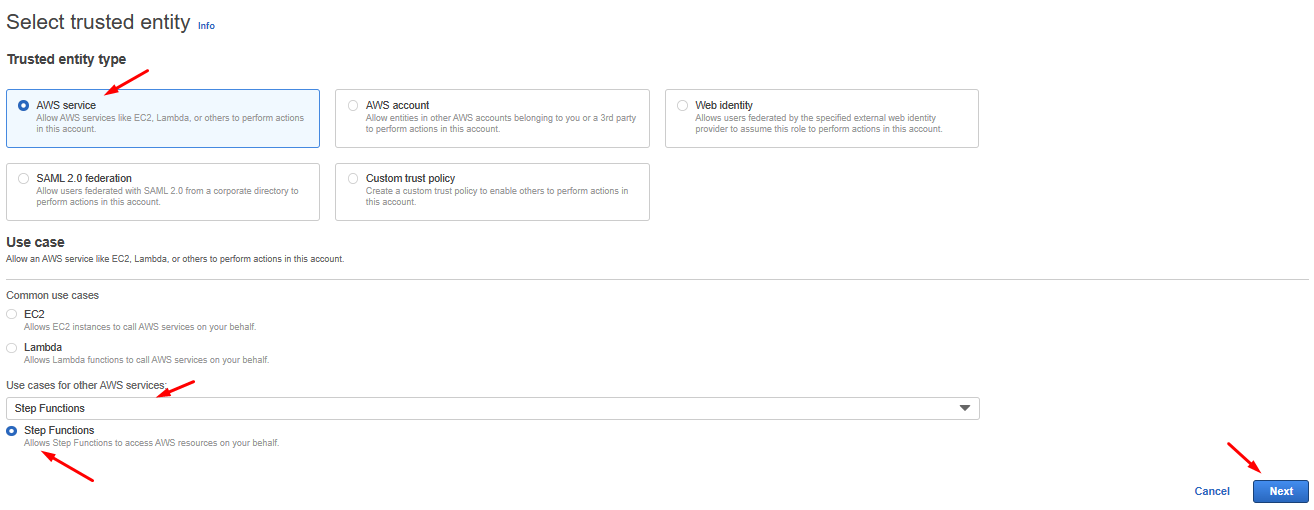 Select trusted entity Info
Trusted entity type
AWS service
Allow AWS services like EC2, Lambda, or others to perform actions
in this account.
AWS account
Allow entities in other AWS accounts belonging to you or a 3rd party
to perform actions in this account.
Web identity
Allows users federated by the specified external web identity
provider to assume this role to perform actions in this account.
SAML 2.0 federation
Allow users federated with SAML 2.0 from a corporate directory to
perform actions in this account.
Custom trust policy
Create a custom trust policy to enable others to perform actions in
this account.
Use case
Allow an AWS service like EC2, Lambda, or others to perform actions in this account.
Common use cases
EC2
Allows EC2 instances to call AWS services on your behalf.
Lambda
Allows Lambda functions to call AWS services on your behalf.
Use cases for other AWS services:
Step Functions
Step Functions
Allows Step Functions to access AWS resources on your behalf.
Cancel
Next